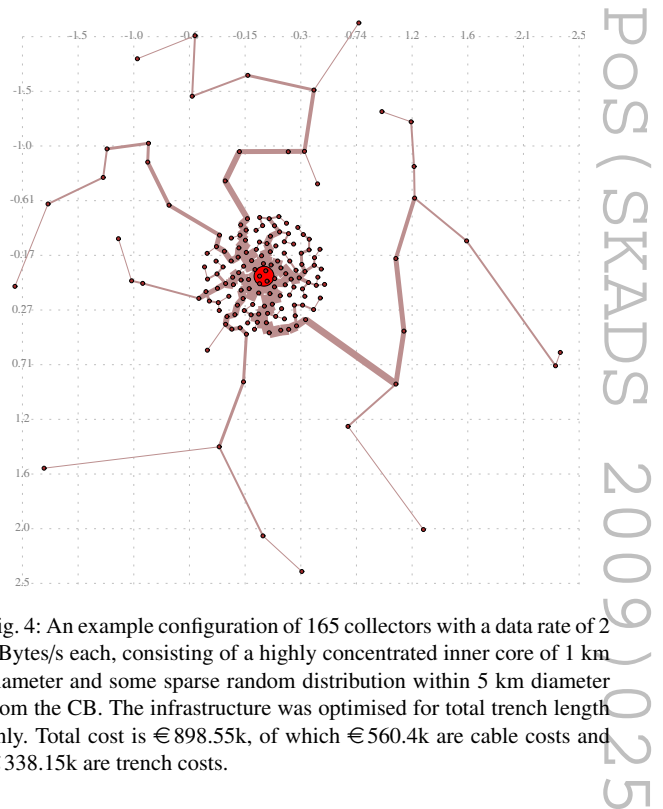 -1.5 -1.0 -0.6 -0.15 0.3 0.74 1.2 1.6 2.1 2.5
-1.5
-1.0
-0.61
-0.17
0.27
0.71
1.2
1.6
2.0
2.5
ig. 4: An example configuration of 165 collectors with a data rate of 2
Bytes/s each, consisting of a highly concentrated inner core of 1 km
iameter and some sparse random distribution within 5 km diameter
om the CB. The infrastructure was optimised for total trench length
nly. Total cost is €898.55k, of which €560.4k are cable costs and
338.15k are trench costs.
PoS(SKADS 2009)025